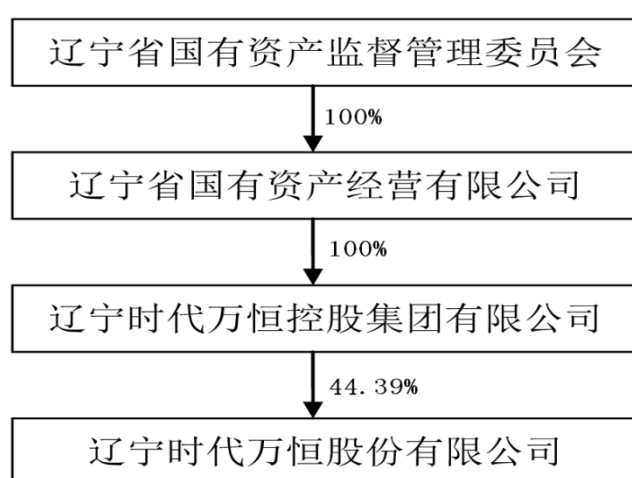 辽宁省国有资产监督管理委员会
100%
辽宁省国有资产经营有限公司
100%
辽宁时代万恒控股集团有限公司
44.39%
辽宁时代万恒股份有限公司